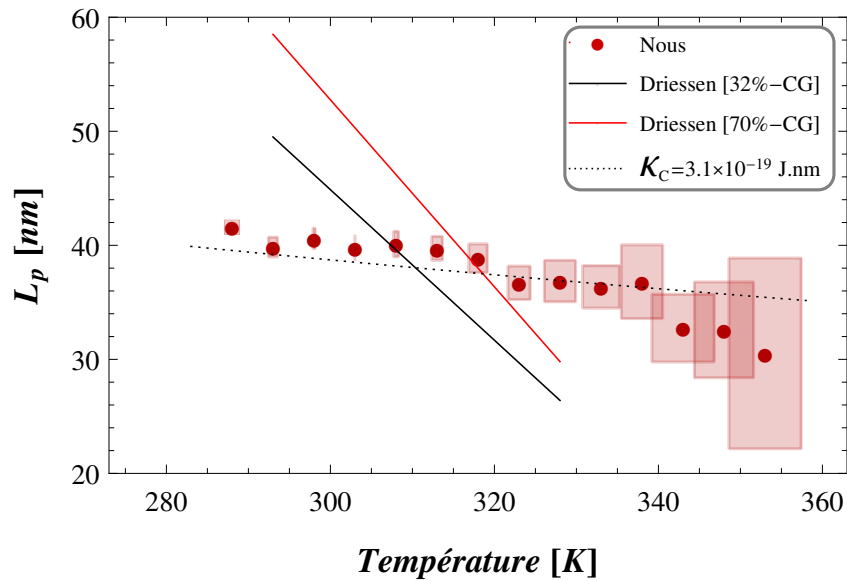 60
50
40
30
20
L_p [nm]
Nous
Driessen [32%−CG]
Driessen [70%−CG]
K_C=3.1×10⁻¹⁹ J.nm
280 300 320 340 360
Température [K]